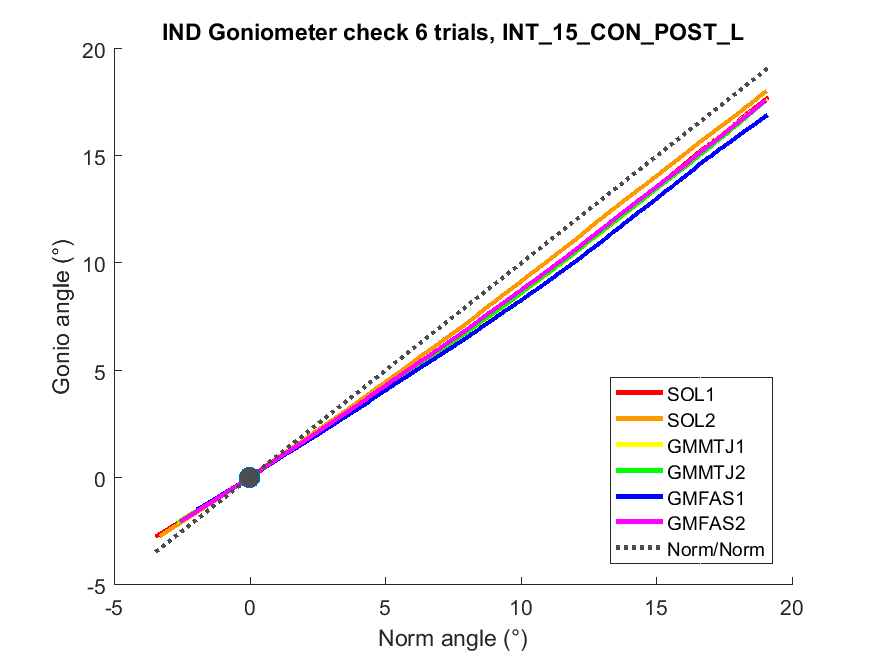 IND Goniometer check 6 trials, INT_15_CON_POST_L
20
15
10
5
0
-5
Gonio angle (°)
-5
0
5
10
15
20
Norm angle (°)
SOL1
SOL2
GMMTJ1
GMMTJ2
GMFAS1
GMFAS2
Norm/Norm